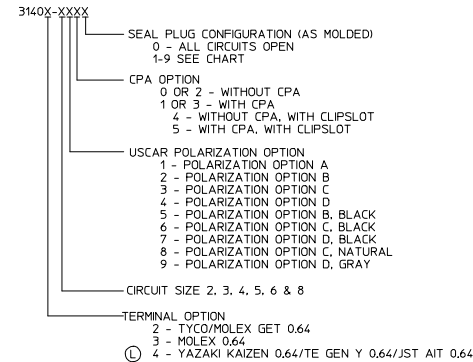 3140X-XXXX
SEAL PLUG CONFIGURATION (AS MOLDED)
0 - ALL CIRCUITS OPEN
1-9 SEE CHART
CPA OPTION
0 OR 2 - WITHOUT CPA
1 OR 3 - WITH CPA
4 - WITHOUT CPA, WITH CLIPSLOT
5 - WITH CPA, WITH CLIPSLOT
USCAR POLARIZATION OPTION
1 - POLARIZATION OPTION A
2 - POLARIZATION OPTION B
3 - POLARIZATION OPTION C
4 - POLARIZATION OPTION D
5 - POLARIZATION OPTION B, BLACK
6 - POLARIZATION OPTION C, BLACK
7 - POLARIZATION OPTION D, BLACK
8 - POLARIZATION OPTION C, NATURAL
9 - POLARIZATION OPTION D, GRAY
CIRCUIT SIZE 2, 3, 4, 5, 6 & 8
TERMINAL OPTION
2 - TYCO/MOLEX GET 0.64
3 - MOLEX 0.64
L 4 - YAZAKI KAIZEN 0.64/TE GEN Y 0.64/JST AIT 0.64